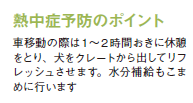 熱中症予防のポイント
車移動の際は1〜2時間おきに休憩
をとり、犬をクレートから出してリフ
レッシュさせます。水分補給もこま
めに行います